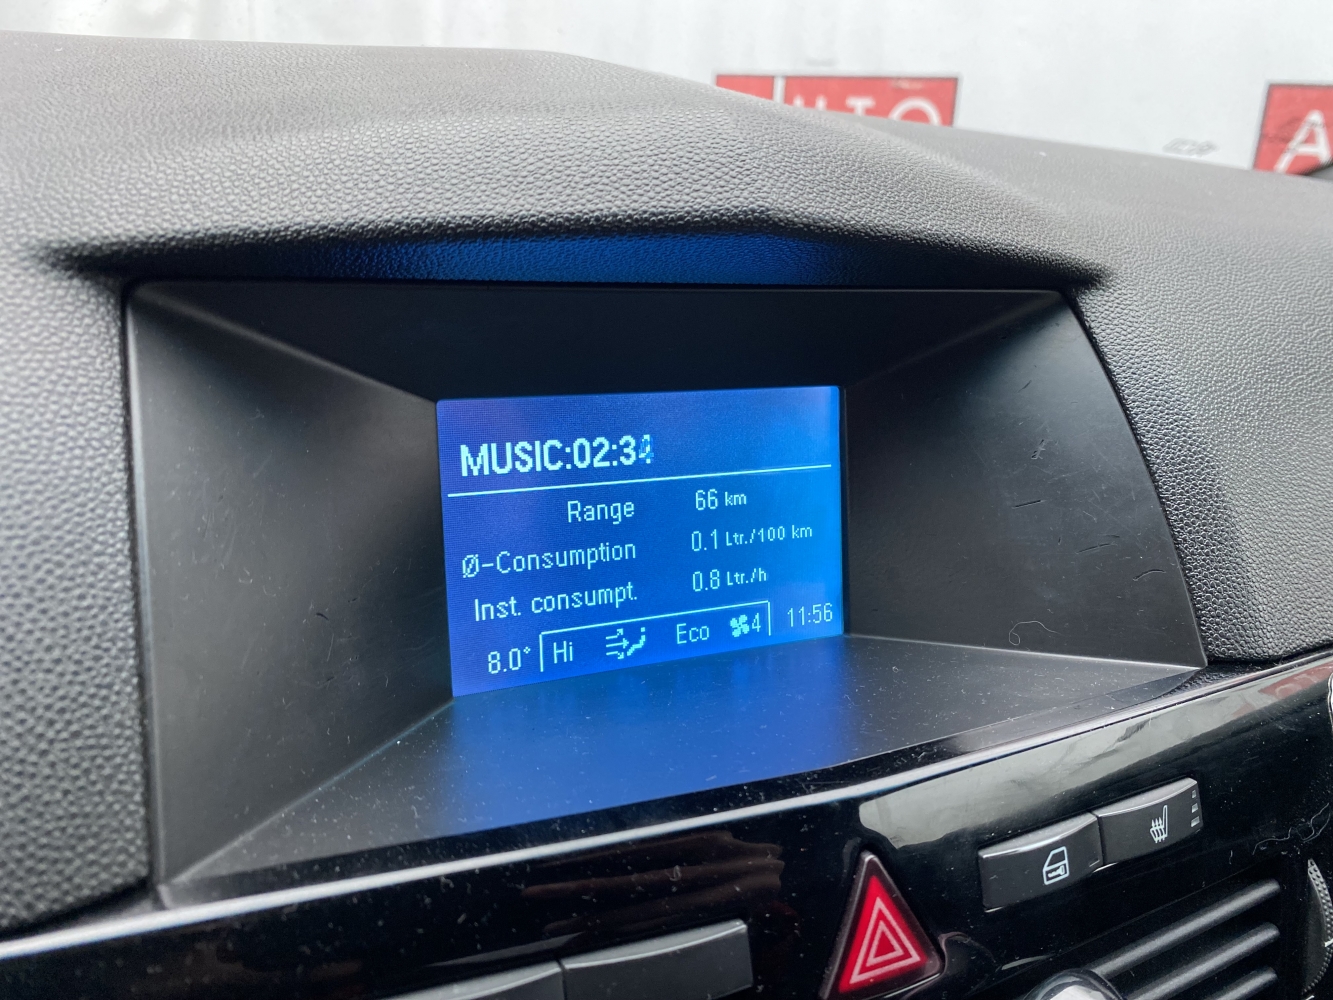 AUTO
A
MUSIC:02:34
Range 66 km
Ø-Consumption 0.1 Ltr./100 km
Inst. consumpt. 0.8 Ltr./h
8.0° Hi Eco 4 11:56